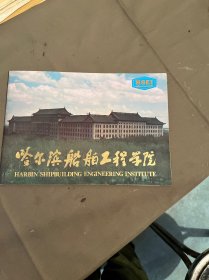 哈尔滨船舶工程学院
HARBIN SHIPBUILDING ENGINEERING INSTITUTE